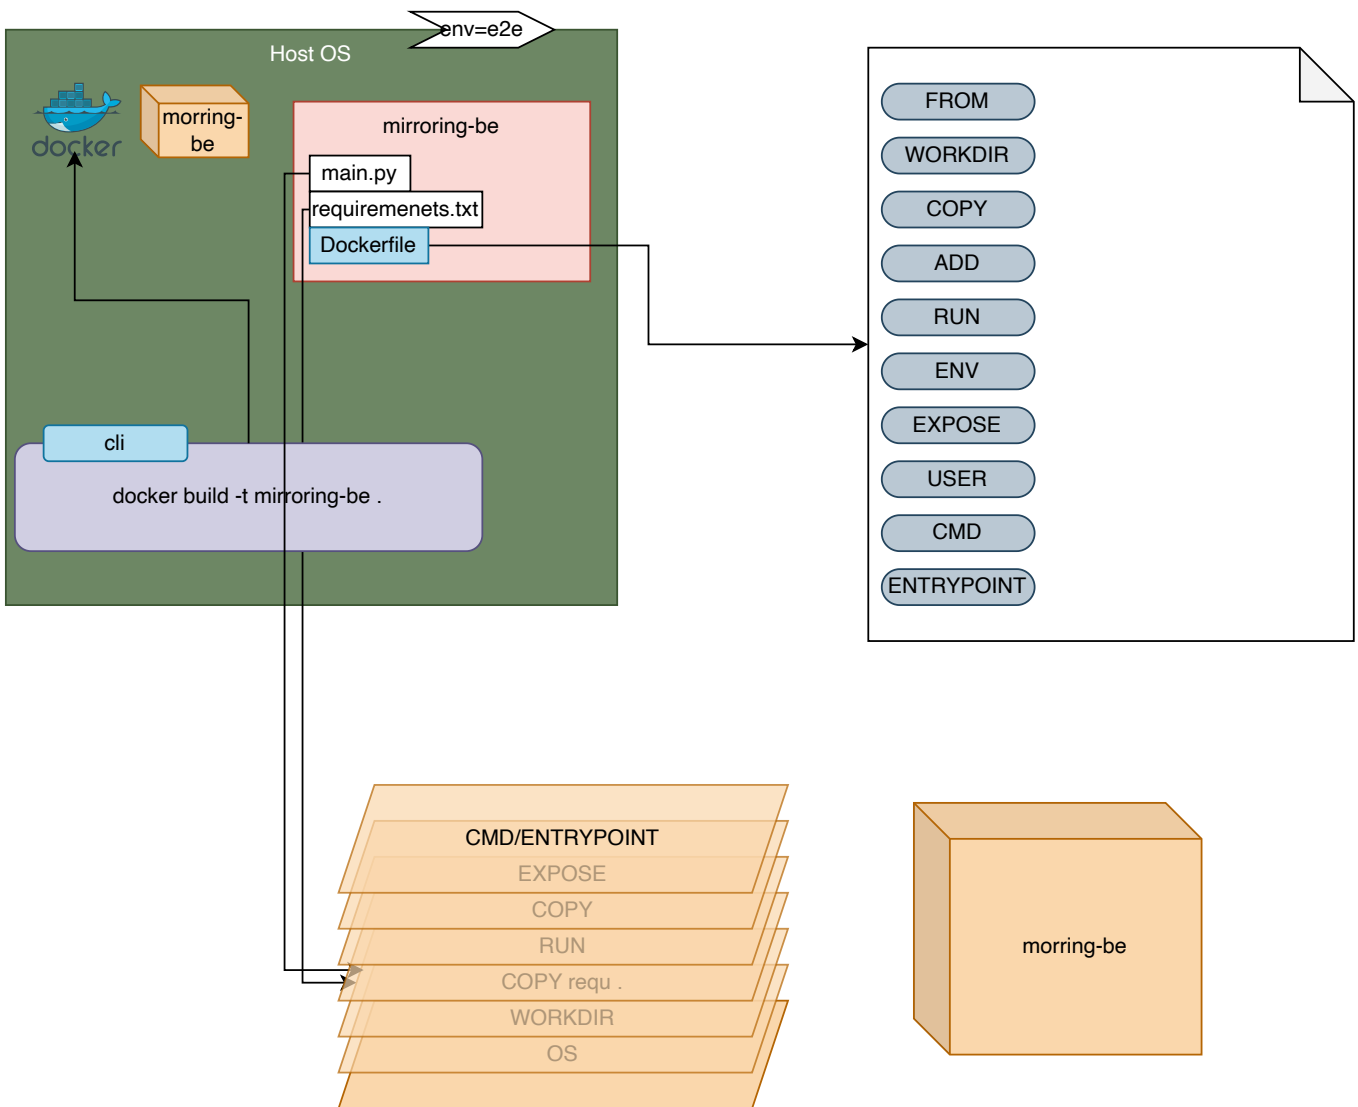 env=e2e
Host OS
docker
morring-
be
mirroring-be
main.py
requiremenets.txt
Dockerfile
cli
docker build -t mirroring-be .
FROM
WORKDIR
COPY
ADD
RUN
ENV
EXPOSE
USER
CMD
ENTRYPOINT
CMD/ENTRYPOINT
EXPOSE
COPY
RUN
COPY requ .
WORKDIR
OS
morring-be